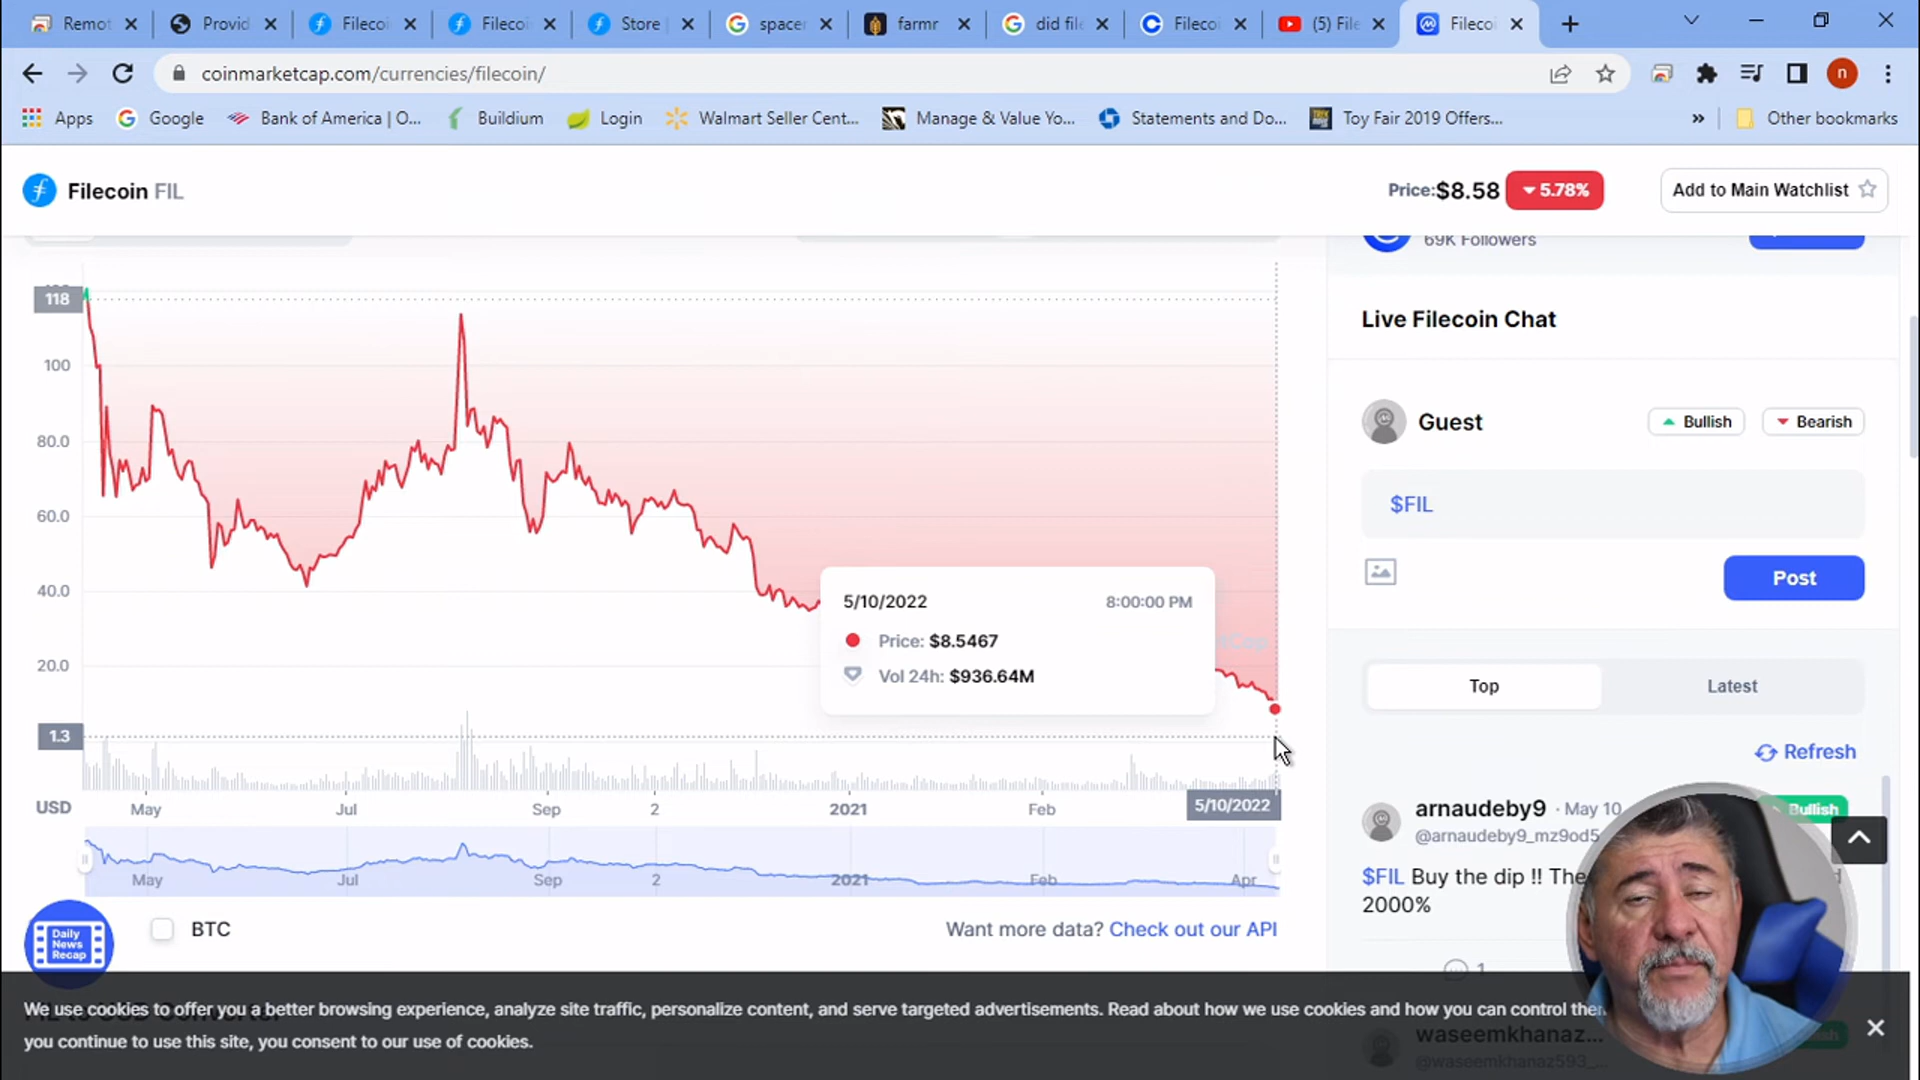 Remot
Provid
Fileco
Fileco
Store
spacer
farmr
did file
Fileco
(5) File
Fileco
coinmarketcap.com/currencies/filecoin/
n
Apps
Google
Bank of America | O...
Buildium
Login
Walmart Seller Cent...
Manage & Value Yo...
Statements and Do...
Toy Fair 2019 Offers...
»
Other bookmarks
Filecoin FIL
Price:$8.58
5.78%
Add to Main Watchlist
69K Followers
118
100
80.0
60.0
40.0
20.0
1.3
5/10/2022 8:00:00 PM
Price: $8.5467
Vol 24h: $936.64M
USD
May
Jul
Sep
2
2021
Feb
5/10/2022
May
Jul
Sep
2
2021
Feb
Apr
Daily
News
Recap
BTC
Want more data? Check out our API
Live Filecoin Chat
Guest
Bullish
Bearish
$FIL
Post
Top
Latest
Refresh
arnaudeby9 · May 10
Bullish
@arnaudeby9_mz9od5
$FIL Buy the dip !! The
2000%
1
We use cookies to offer you a better browsing experience, analyze site traffic, personalize content, and serve targeted advertisements. Read about how we use cookies and how you can control the
you continue to use this site, you consent to our use of cookies.
waseemkhanaz...
@waseemkhanaz593_...